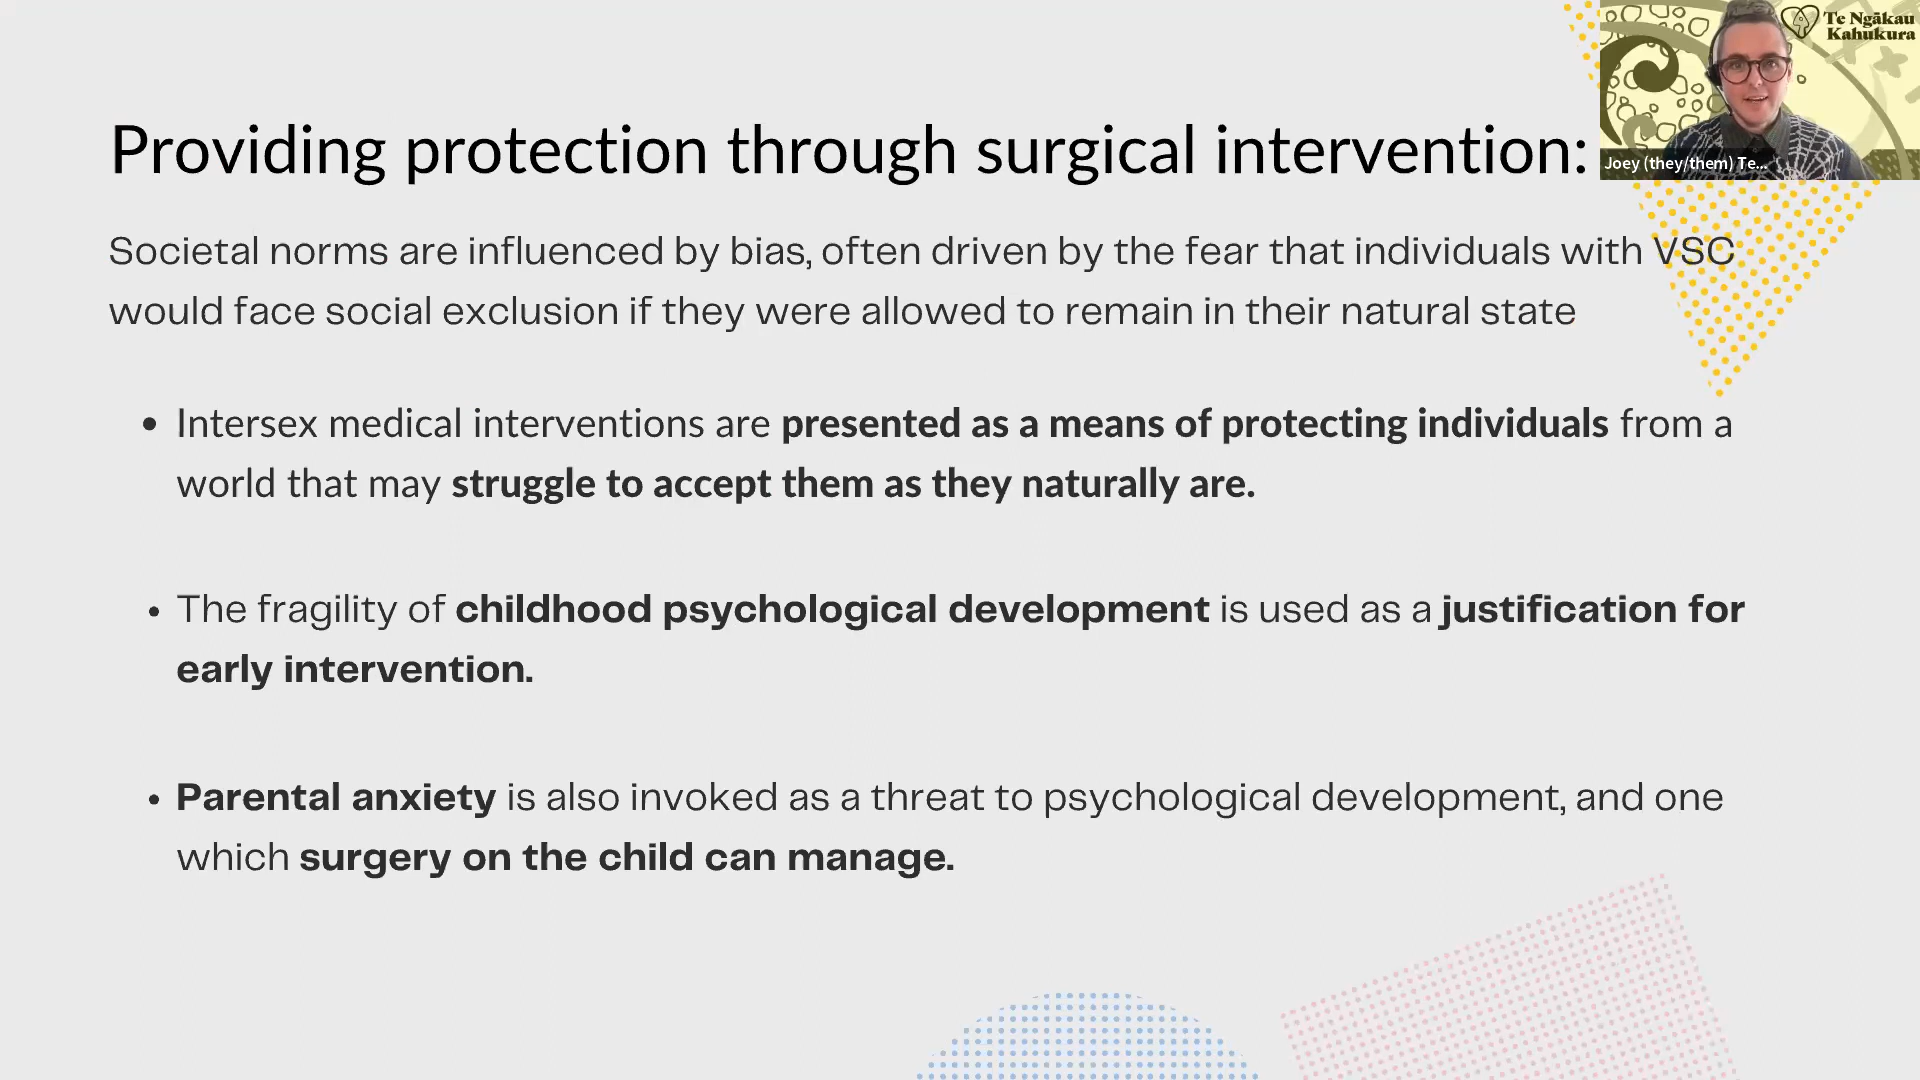 Te Ngākau
Kahukura
Joey (they/them) Te...
Providing protection through surgical intervention:
Societal norms are influenced by bias, often driven by the fear that individuals with VSC
would face social exclusion if they were allowed to remain in their natural state
• Intersex medical interventions are presented as a means of protecting individuals from a
world that may struggle to accept them as they naturally are.
• The fragility of childhood psychological development is used as a justification for
early intervention.
• Parental anxiety is also invoked as a threat to psychological development, and one
which surgery on the child can manage.